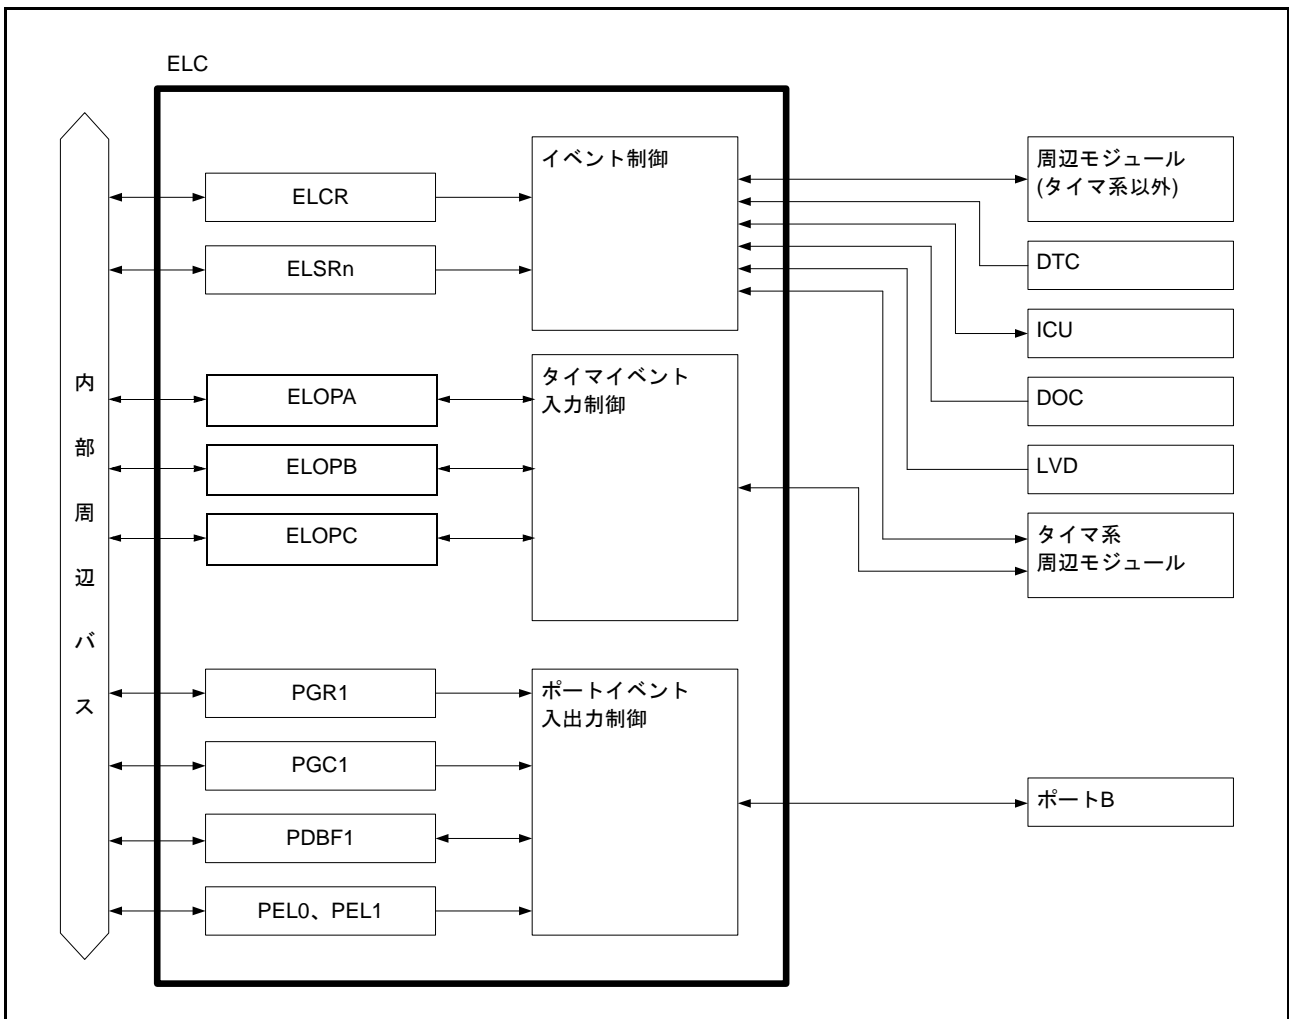 ELC
内部周辺バス
ELCR
ELSRn
ELOPA
ELOPB
ELOPC
PGR1
PGC1
PDBF1
PEL0、PEL1
イベント制御
タイマイベント
入力制御
ポートイベント
入出力制御
周辺モジュール
(タイマ系以外)
DTC
ICU
DOC
LVD
タイマ系
周辺モジュール
ポートB